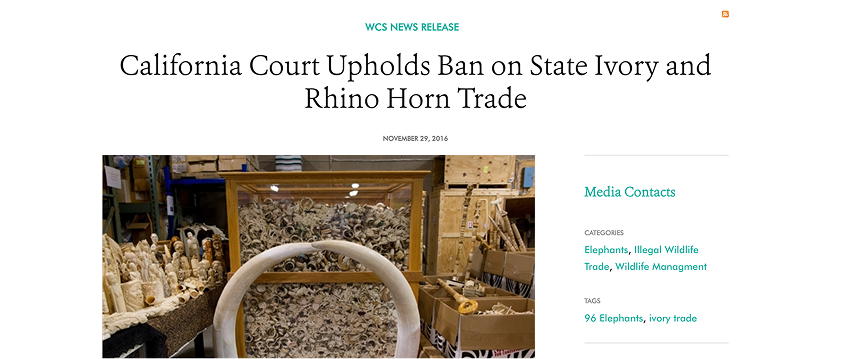 WCS NEWS RELEASE
California Court Upholds Ban on State Ivory and
Rhino Horn Trade
NOVEMBER 29, 2016
Media Contacts
CATEGORIES
Elephants, Illegal Wildlife
Trade, Wildlife Managment
TAGS
96 Elephants, ivory trade